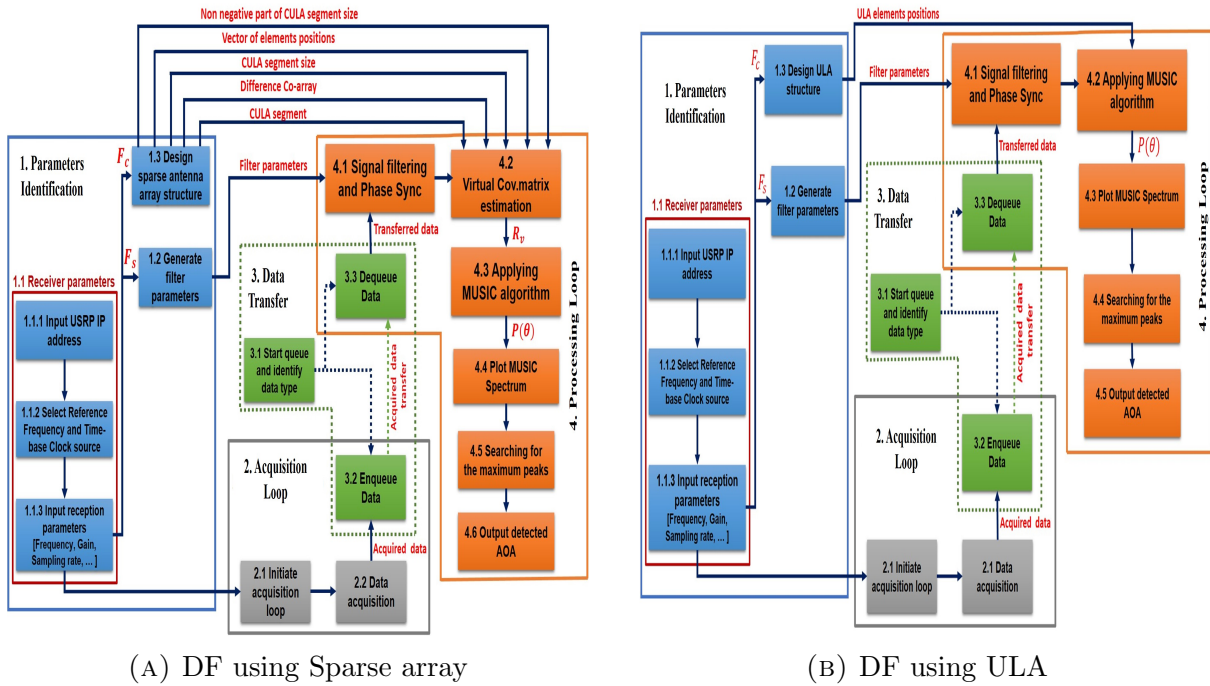 Non negative part of CULA segment size
Vector of elements positions
CULA segment size
Difference Co-array
CULA segment
1. Parameters
Identification
F_c
1.3 Design
sparse antenna
array structure
Filter parameters
4.1 Signal filtering
and Phase Sync
4.2
Virtual Cov.matrix
estimation
F_s
1.2 Generate
filter
parameters
Transferred data
R_v
1.1 Receiver parameters
3. Data
Transfer
3.3 Dequeue
Data
4.3 Applying
MUSIC algorithm
1.1.1 Input USRP IP
address
P(θ)
3.1 Start queue
and identify
data type
Acquired data
transfer
4.4 Plot MUSIC
Spectrum
4. Processing Loop
1.1.2 Select Reference
Frequency and Time-
base Clock source
2. Acquisition
Loop
3.2 Enqueue
Data
4.5 Searching for
the maximum peaks
1.1.3 Input reception
parameters
[Frequency, Gain,
Sampling rate, ... ]
Acquired data
4.6 Output detected
AOA
2.1 Initiate
acquisition
loop
2.2 Data
acquisition
(A) DF using Sparse array
ULA elements positions
1. Parameters
Identification
F_c
1.3 Design ULA
structure
Filter parameters
4.1 Signal filtering
and Phase Sync
4.2 Applying MUSIC
algorithm
Transferred data
P(θ)
F_s
1.2 Generate
filter parameters
3. Data
Transfer
3.3 Dequeue
Data
4.3 Plot MUSIC
Spectrum
1.1 Receiver parameters
1.1.1 Input USRP IP
address
3.1 Start queue
and identify
data type
Acquired data
transfer
4.4 Searching for the
maximum peaks
4. Processing Loop
1.1.2 Select Reference
Frequency and Time-
base Clock source
4.5 Output detected
AOA
2. Acquisition
Loop
3.2 Enqueue
Data
1.1.3 Input reception
parameters
[Frequency, Gain,
Sampling rate, ... ]
Acquired data
2.1 Initiate
acquisition loop
2.1 Data
acquisition
(B) DF using ULA